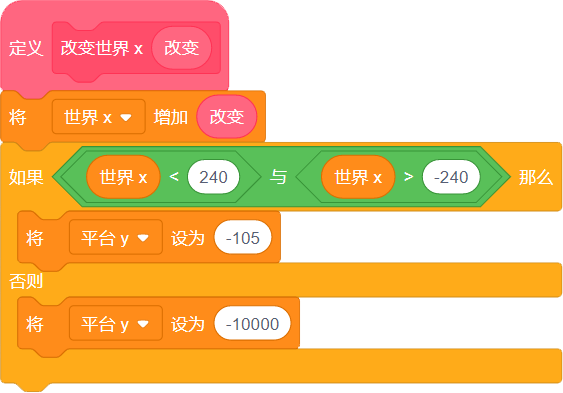 定义 改变世界 x 改变
将 世界 x 增加 改变
如果 世界 x < 240 与 世界 x > -240 那么
将 平台 y 设为 -105
否则
将 平台 y 设为 -10000